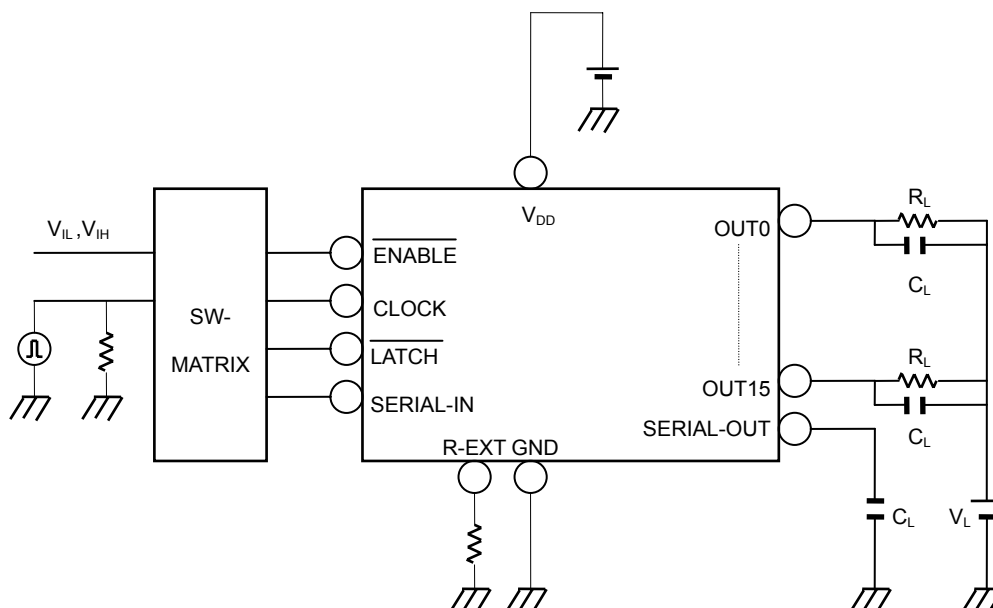 V_DD
V_IL ,V_IH
ENABLE
CLOCK
LATCH
SERIAL-IN
SW-
MATRIX
OUT0
R_L
C_L
OUT15
R_L
C_L
SERIAL-OUT
R-EXT GND
C_L
V_L